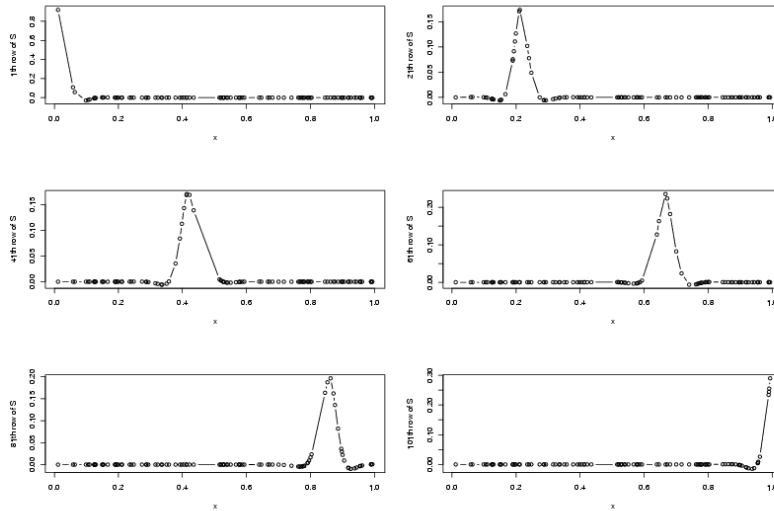 1th row of S
0.0 0.2 0.4 0.6 0.8
0.0 0.2 0.4 0.6 0.8 1.0
x
21th row of S
0.00 0.05 0.10 0.15
0.0 0.2 0.4 0.6 0.8 1.0
x
41th row of S
0.00 0.05 0.10 0.15
0.0 0.2 0.4 0.6 0.8 1.0
x
61th row of S
0.00 0.10 0.20
0.0 0.2 0.4 0.6 0.8 1.0
x
81th row of S
0.00 0.05 0.10 0.15 0.20
0.0 0.2 0.4 0.6 0.8 1.0
x
101th row of S
0.00 0.10 0.20 0.30
0.0 0.2 0.4 0.6 0.8 1.0
x